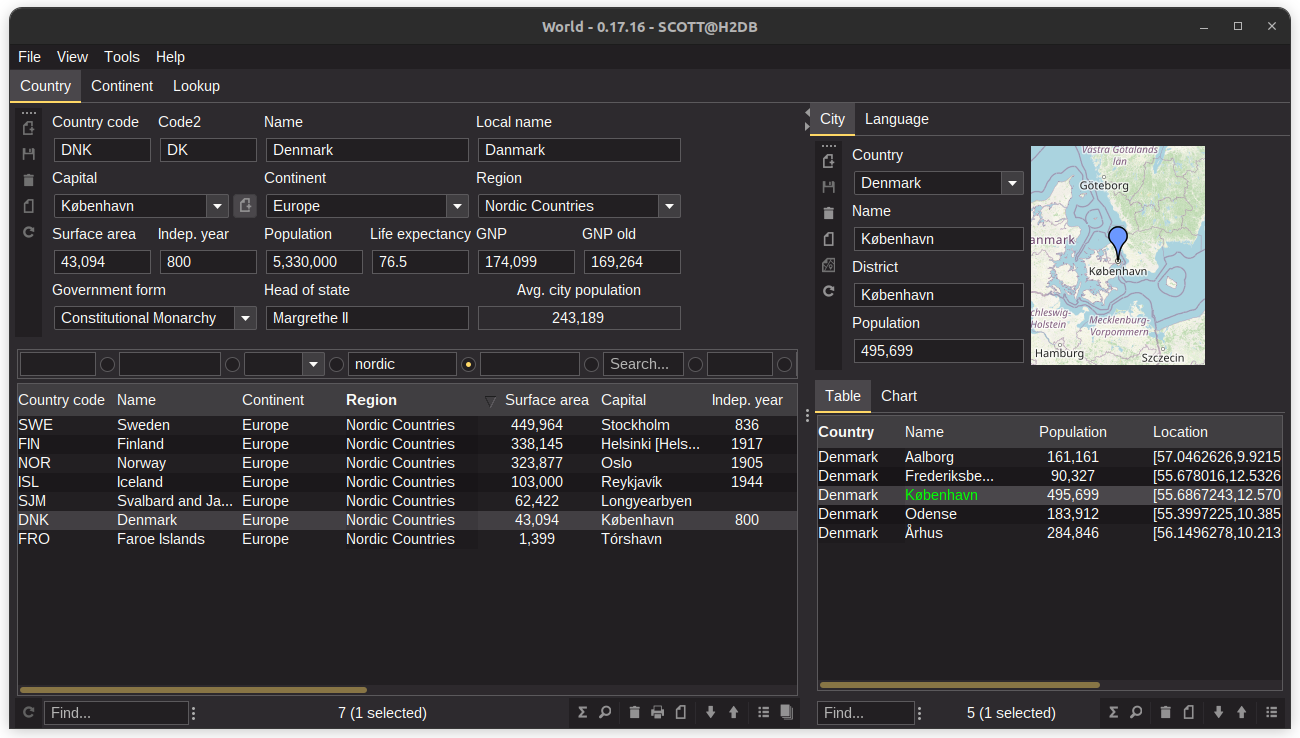 World - 0.17.16 - SCOTT@H2DB
File View Tools Help
Country Continent Lookup
Country code Code2 Name Local name
DNK DK Denmark Danmark
Capital Continent Region
København Europe Nordic Countries
Surface area Indep. year Population Life expectancy GNP GNP old
43,094 800 5,330,000 76.5 174,099 169,264
Government form Head of state Avg. city population
Constitutional Monarchy Margrethe II 243,189
nordic Search...
Country code Name Continent Region Surface area Capital Indep. year
SWE Sweden Europe Nordic Countries 449,964 Stockholm 836
FIN Finland Europe Nordic Countries 338,145 Helsinki [Hels... 1917
NOR Norway Europe Nordic Countries 323,877 Oslo 1905
ISL Iceland Europe Nordic Countries 103,000 Reykjavík 1944
SJM Svalbard and Ja... Europe Nordic Countries 62,422 Longyearbyen
DNK Denmark Europe Nordic Countries 43,094 København 800
FRO Faroe Islands Europe Nordic Countries 1,399 Tórshavn
Find... 7 (1 selected)
City Language
Country
Denmark
Name
København
District
København
Population
495,699
Västra Götalands
län
Göteborg
anmark
København
chleswig-
Holstein
Mecklenburg-
Vorpommern
Hamburg
Szczecin
Table Chart
Country Name Population Location
Denmark Aalborg 161,161 [57.0462626,9.9215
Denmark Frederiksbe... 90,327 [55.678016,12.5326
Denmark København 495,699 [55.6867243,12.570
Denmark Odense 183,912 [55.3997225,10.385
Denmark Århus 284,846 [56.1496278,10.213
Find... 5 (1 selected)